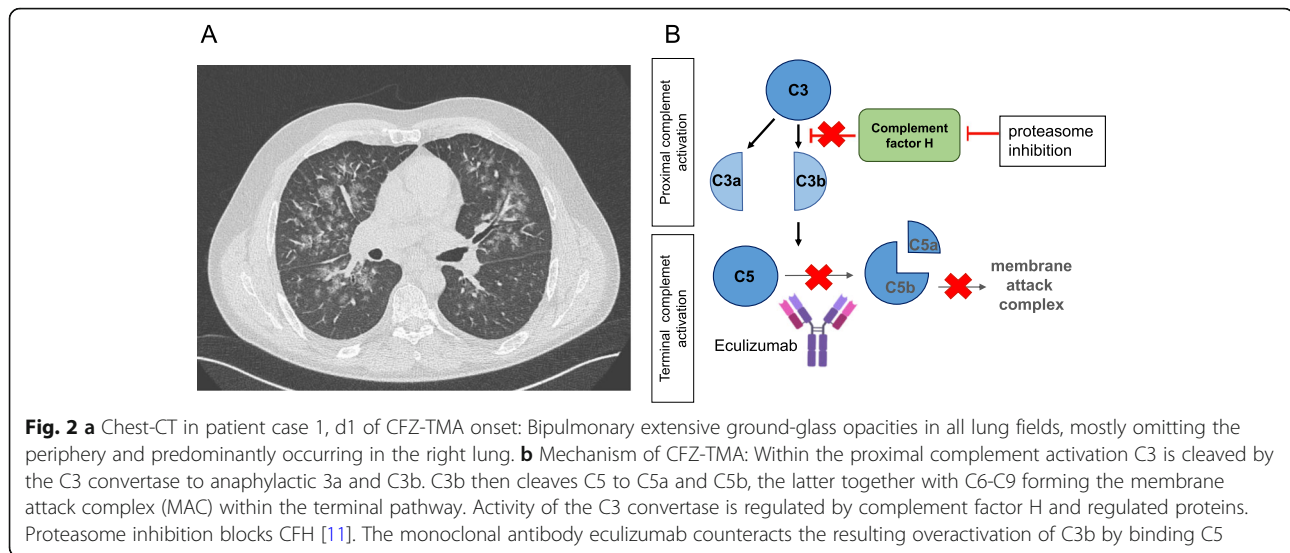 A
B
Proximal complemet
activation
C3
Complement
factor H
proteasome
inhibition
C3a
C3b
Terminal complemet
activation
C5
C5a
C5b
membrane
attack
complex
Eculizumab
Fig. 2 a Chest-CT in patient case 1, d1 of CFZ-TMA onset: Bipulmonary extensive ground-glass opacities in all lung fields, mostly omitting the
periphery and predominantly occurring in the right lung. b Mechanism of CFZ-TMA: Within the proximal complement activation C3 is cleaved by
the C3 convertase to anaphylactic 3a and C3b. C3b then cleaves C5 to C5a and C5b, the latter together with C6-C9 forming the membrane
attack complex (MAC) within the terminal pathway. Activity of the C3 convertase is regulated by complement factor H and regulated proteins.
Proteasome inhibition blocks CFH [11]. The monoclonal antibody eculizumab counteracts the resulting overactivation of C3b by binding C5